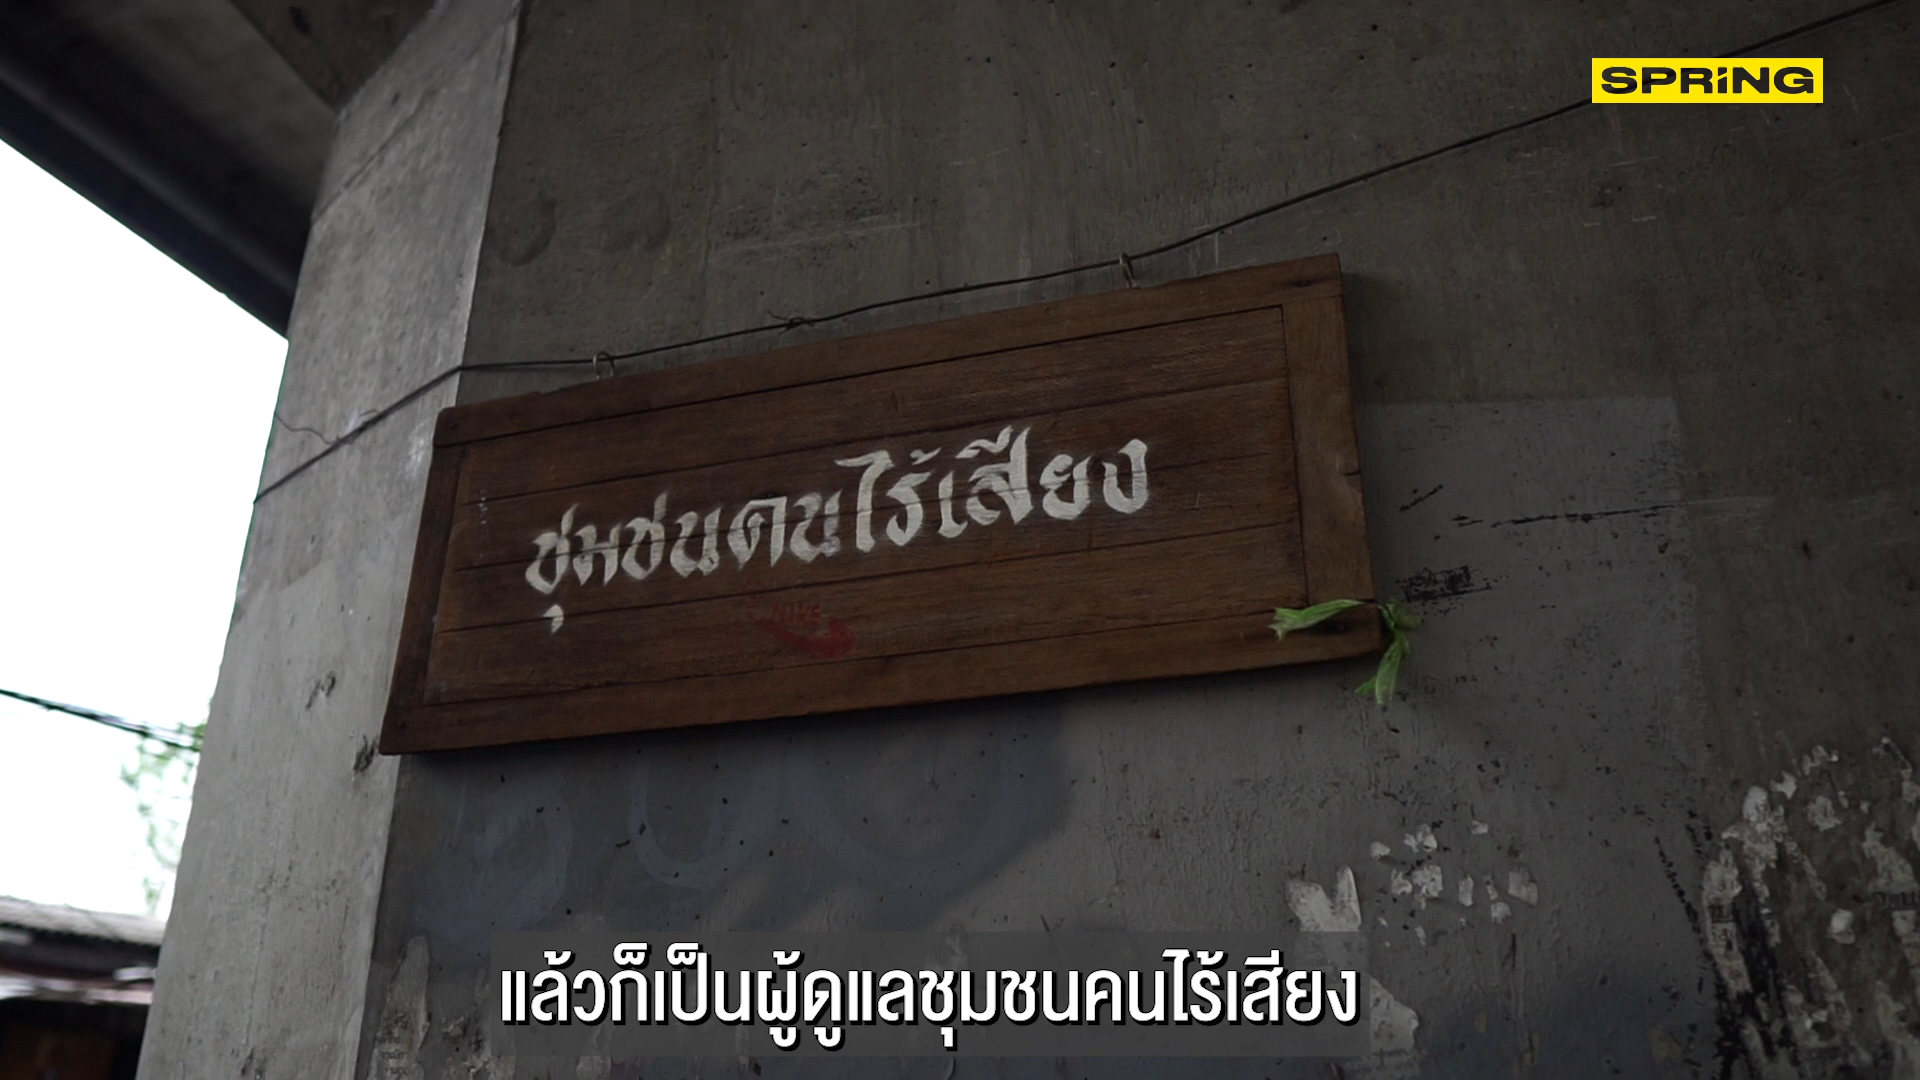 SPRiNG
ชุมชนคนไร้เสียง
NIVE
แล้วก็เป็นผู้ดูแลชุมชนคนไร้เสียง